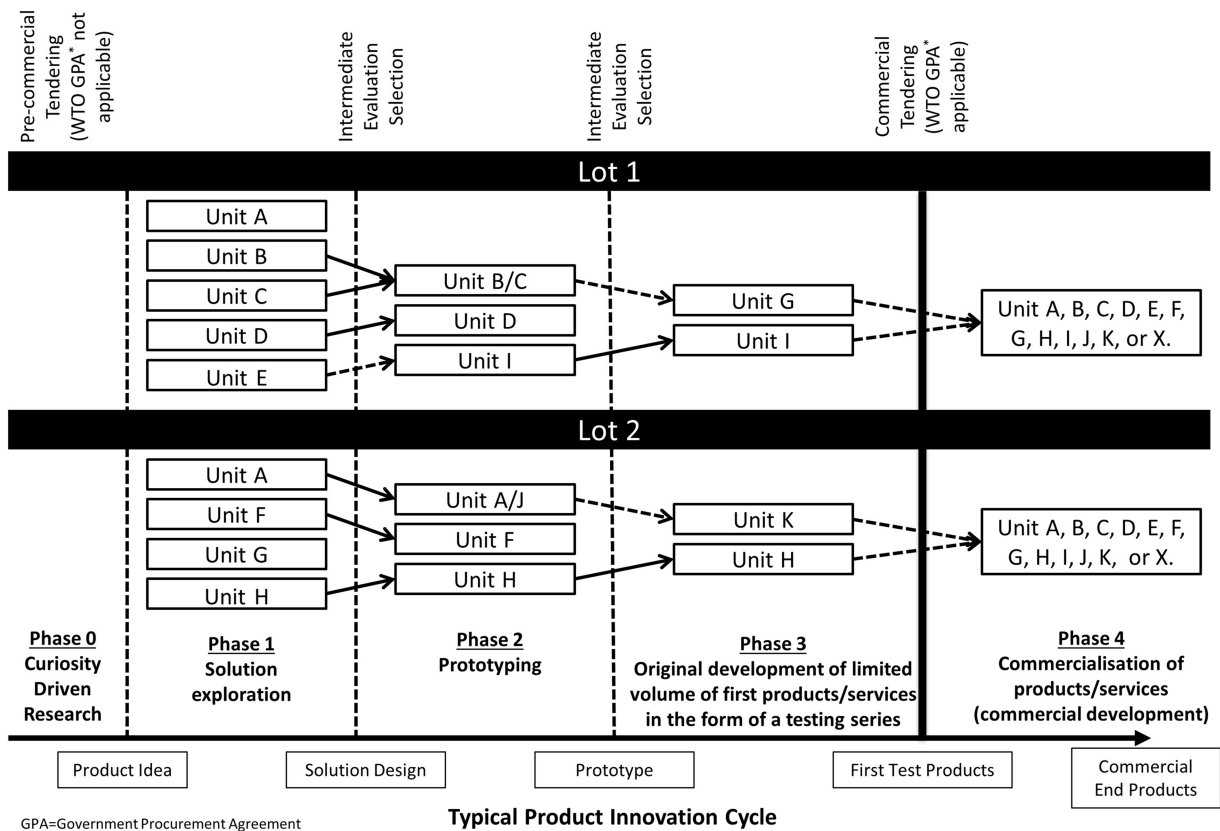 Pre-commercial
Tendering
(WTO GPA* not
applicable)
Intermediate
Evaluation
Selection
Intermediate
Evaluation
Selection
Commercial
Tendering
(WTO GPA*
applicable)
Lot 1
Unit A
Unit B
Unit C
Unit D
Unit E
Unit B/C
Unit D
Unit I
Unit G
Unit I
Unit A, B, C, D, E, F,
G, H, I, J, K, or X.
Lot 2
Unit A
Unit F
Unit G
Unit H
Unit A/J
Unit F
Unit H
Unit K
Unit H
Unit A, B, C, D, E, F,
G, H, I, J, K, or X.
Phase 0
Curiosity
Driven
Research
Phase 1
Solution
exploration
Phase 2
Prototyping
Phase 3
Original development of limited
volume of first products/services
in the form of a testing series
Phase 4
Commercialisation of
products/services
(commercial development)
Product Idea
Solution Design
Prototype
First Test Products
Commercial
End Products
Typical Product Innovation Cycle
GPA=Government Procurement Agreement